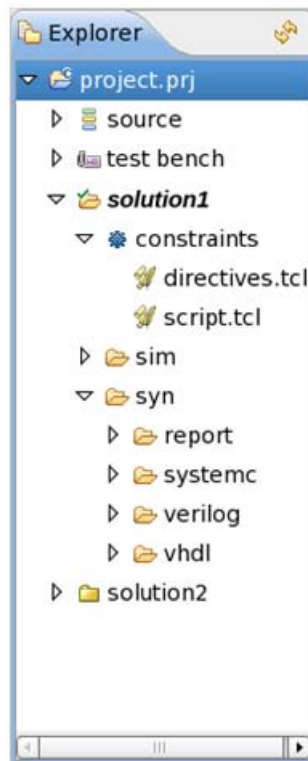 Explorer
project.prj
source
test bench
solution1
constraints
directives.tcl
script.tcl
sim
syn
report
systemc
verilog
vhdl
solution2